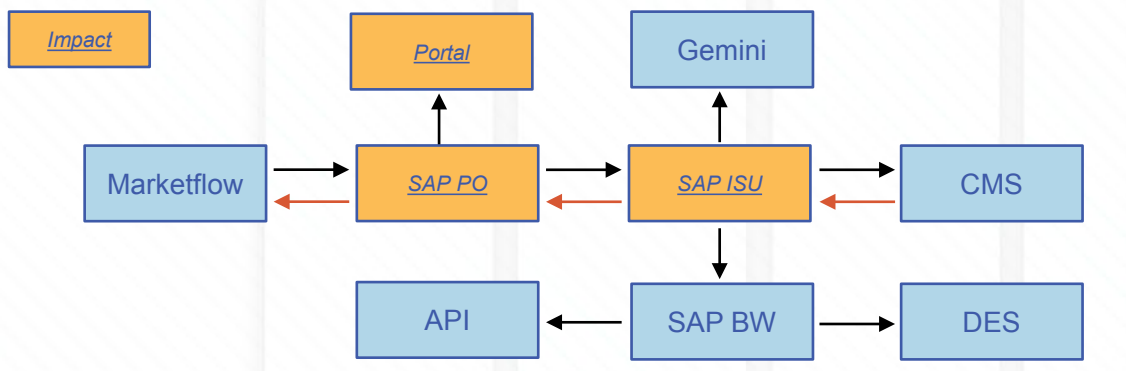 Impact
Portal
Gemini
Marketflow
SAP PO
SAP ISU
CMS
API
SAP BW
DES